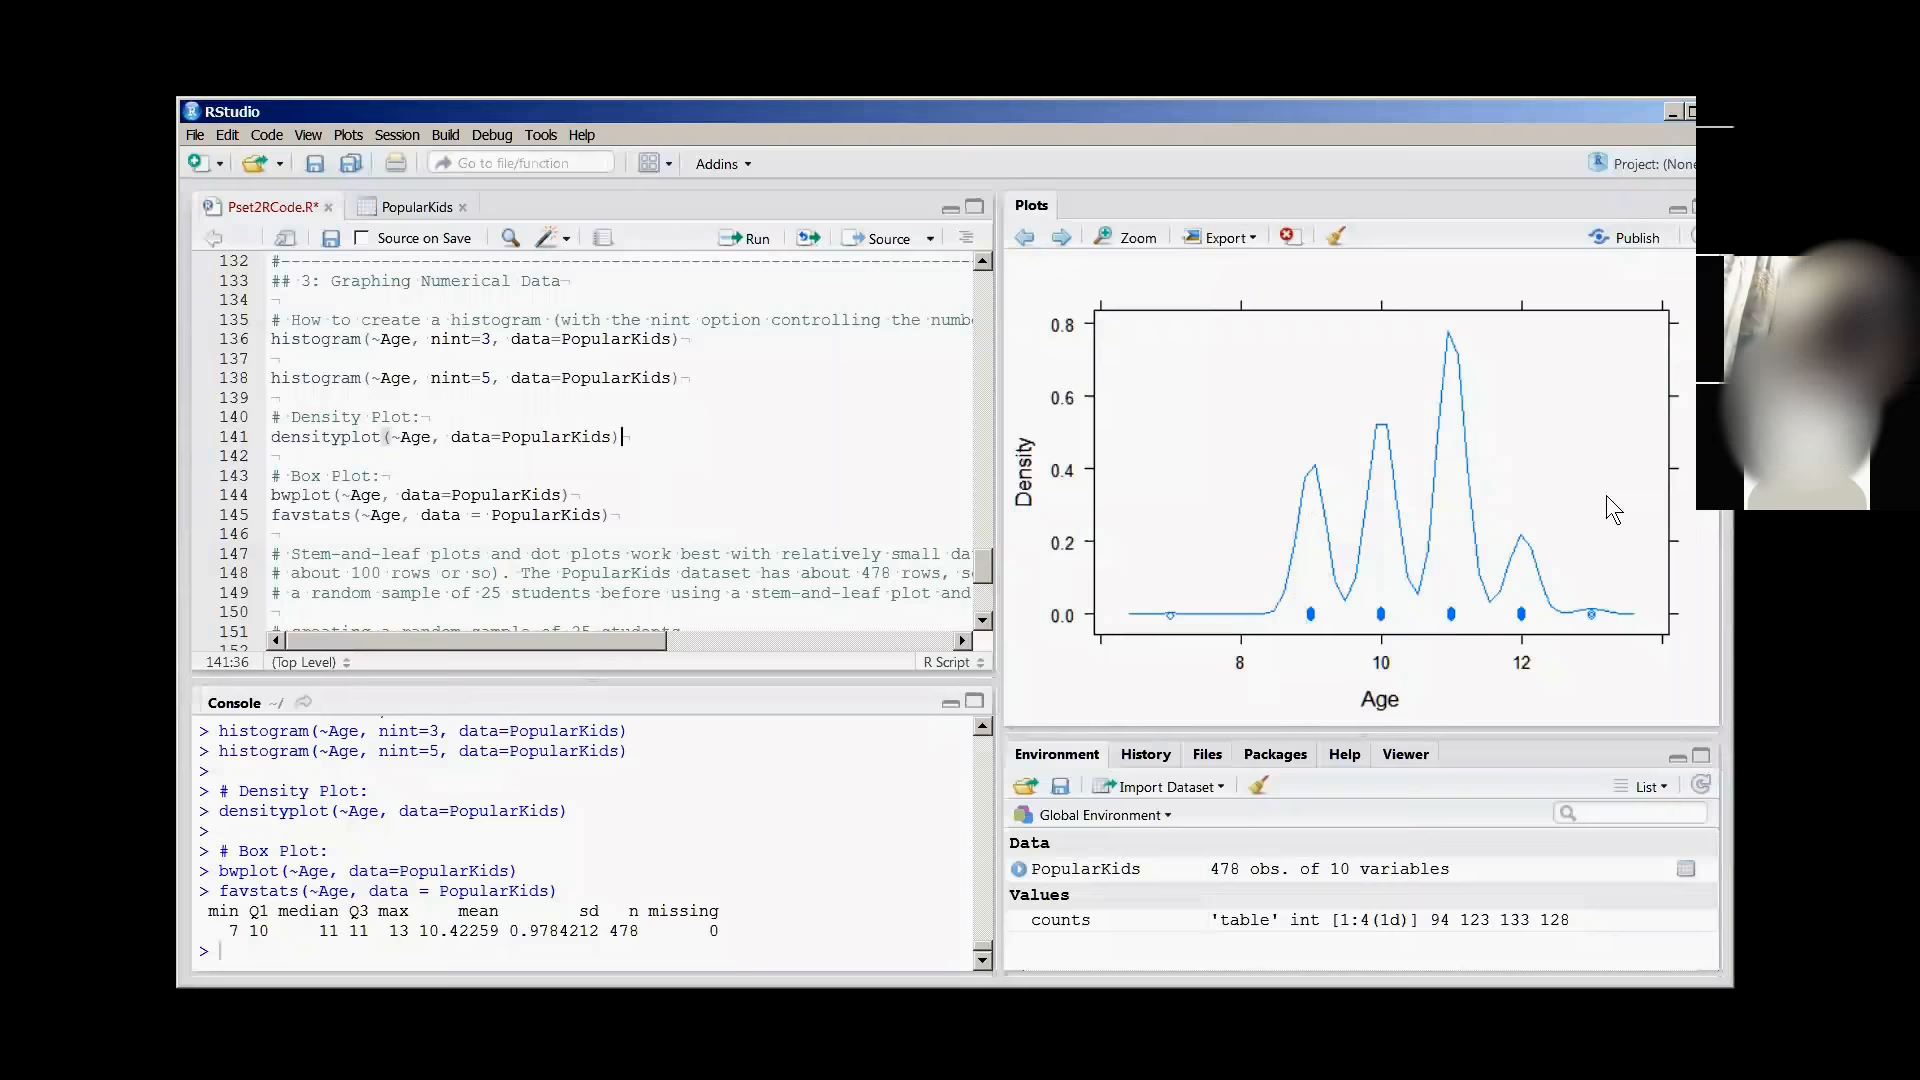 RStudio
File Edit Code View Plots Session Build Debug Tools Help
Go to file/function Addins Project: (None
Pset2RCode.R* PopularKids
Source on Save Run Source
132 #
133 ## 3: Graphing Numerical Data
134
135 # How to create a histogram (with the nint option controlling the numb
136 histogram(~Age, nint=3, data=PopularKids)
137
138 histogram(~Age, nint=5, data=PopularKids)
139
140 # Density Plot:
141 densityplot(~Age, data=PopularKids)
142
143 # Box Plot:
144 bwplot(~Age, data=PopularKids)
145 favstats(~Age, data = PopularKids)
146
147 # Stem-and-leaf plots and dot plots work best with relatively small da
148 # about 100 rows or so). The PopularKids dataset has about 478 rows, s
149 # a random sample of 25 students before using a stem-and-leaf plot and
150
151 # creating a random sample of 25 students
152
141:36 (Top Level) R Script
Console ~/
> histogram(~Age, nint=3, data=PopularKids)
> histogram(~Age, nint=5, data=PopularKids)
>
> # Density Plot:
> densityplot(~Age, data=PopularKids)
>
> # Box Plot:
> bwplot(~Age, data=PopularKids)
> favstats(~Age, data = PopularKids)
min Q1 median Q3 max mean sd n missing
7 10 11 11 13 10.42259 0.9784212 478 0
>
Plots
Zoom Export Publish
0.8
0.6
0.4
0.2
0.0
Density
8 10 12
Age
Environment History Files Packages Help Viewer
Import Dataset List
Global Environment
Data
PopularKids 478 obs. of 10 variables
Values
counts 'table' int [1:4(1d)] 94 123 133 128